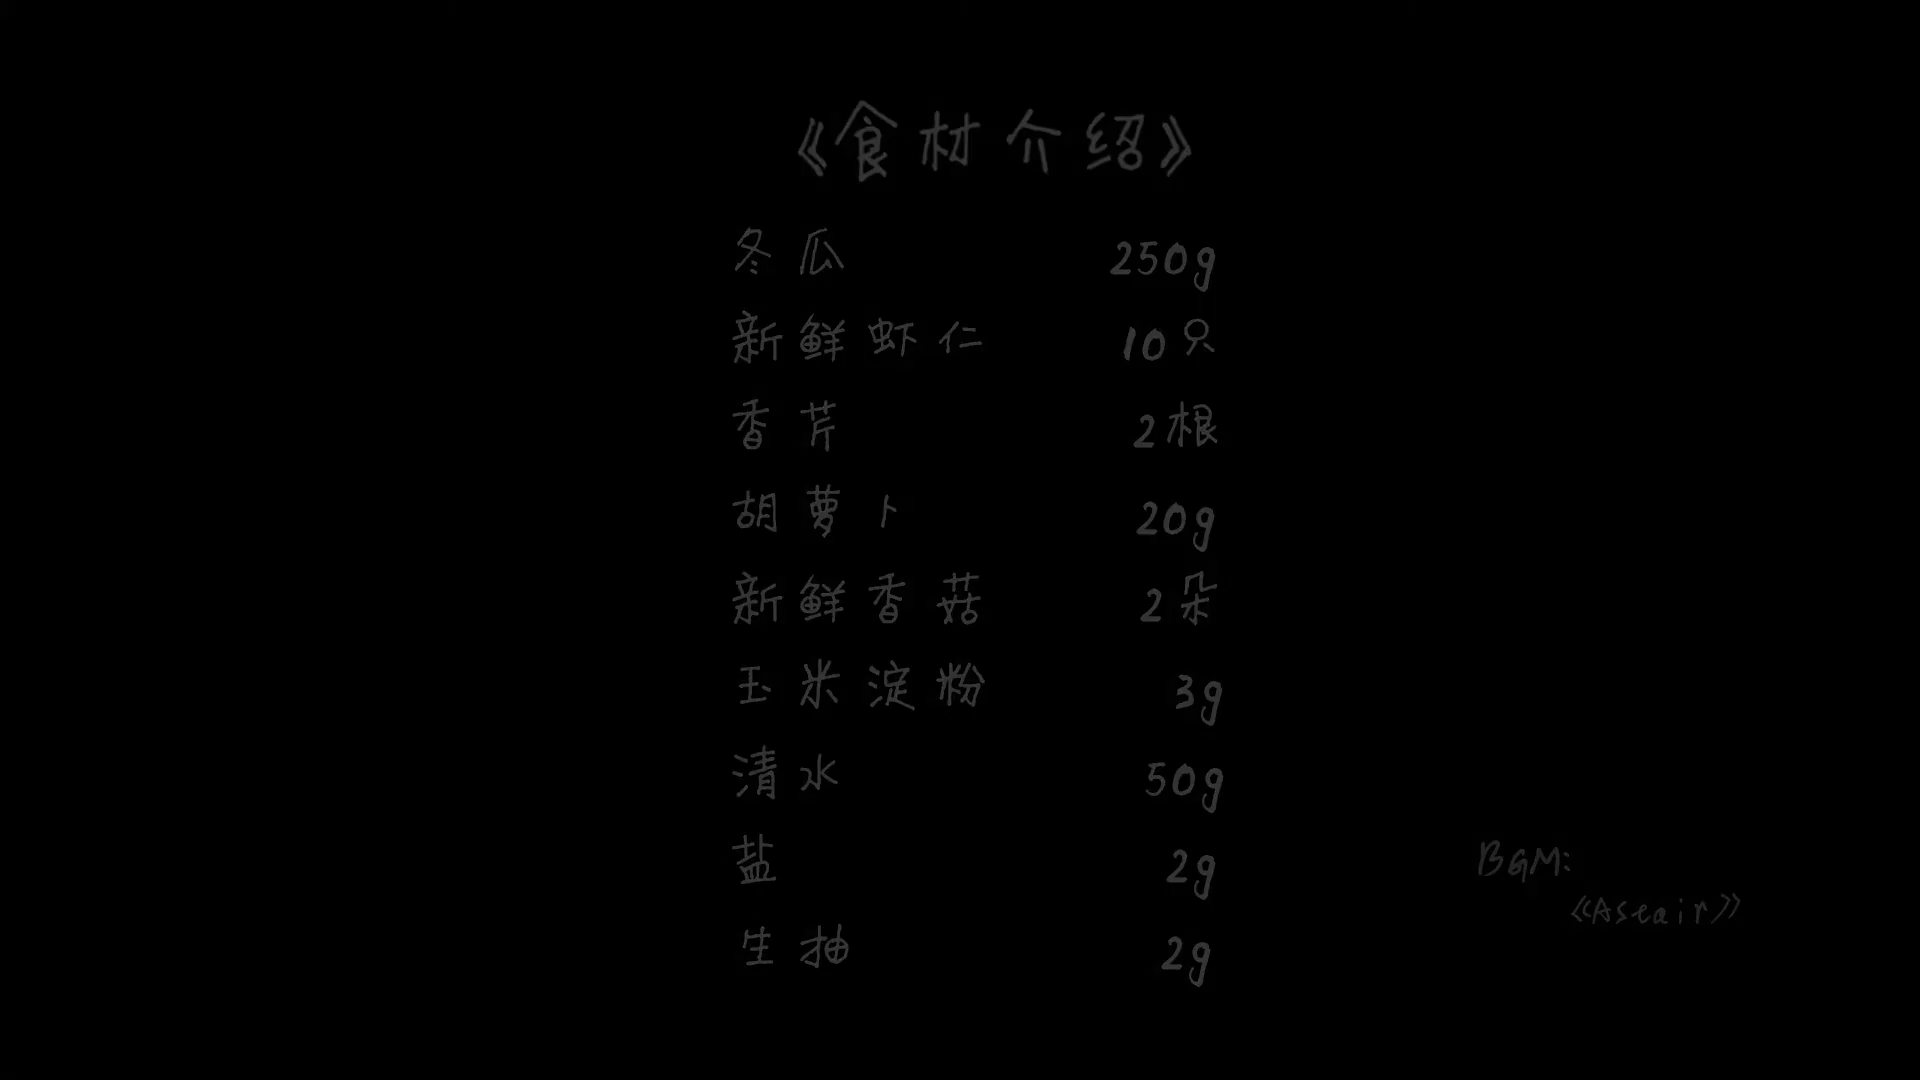 《食材介绍》
冬瓜 250g
新鲜虾仁 10只
香芹 2根
胡萝卜 20g
新鲜香菇 2朵
玉米淀粉 3g
清水 50g
盐 2g
生抽 2g
BGM:
《Astair》